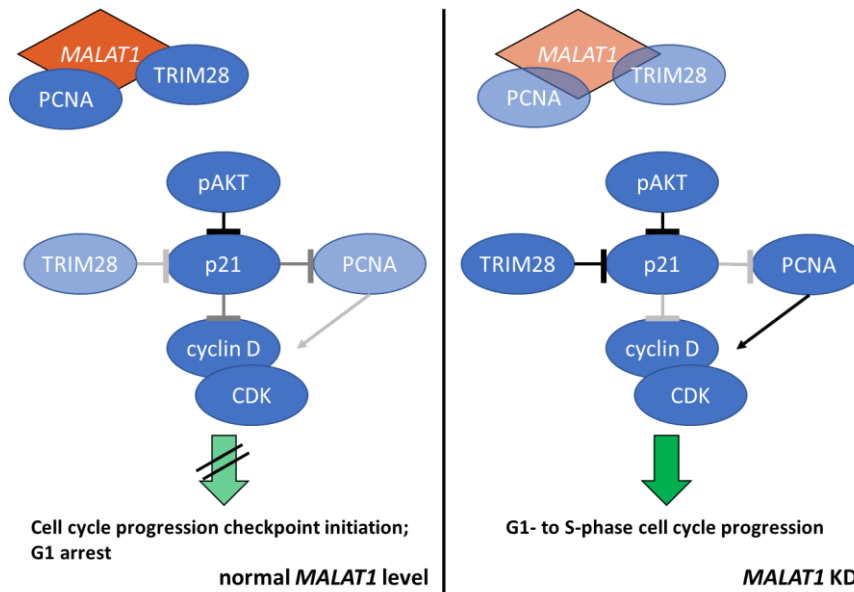 MALAT1
TRIM28
PCNA
pAKT
TRIM28
p21
PCNA
cyclin D
CDK
Cell cycle progression checkpoint initiation;
G1 arrest
normal MALAT1 level
MALAT1
TRIM28
PCNA
pAKT
TRIM28
p21
PCNA
cyclin D
CDK
G1- to S-phase cell cycle progression
MALAT1 KD